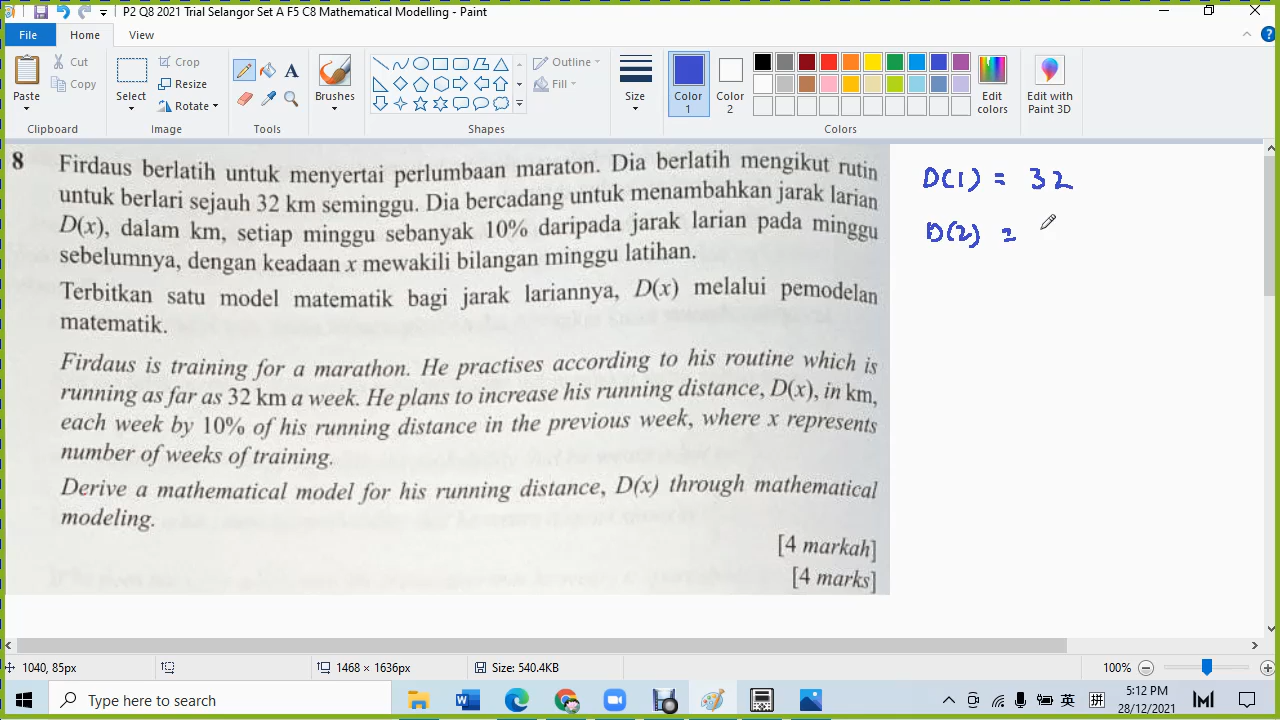 P2 Q8 2021 Trial Selangor Set A F5 C8 Mathematical Modelling - Paint
File Home View
Paste Cut Copy Clipboard
Select Crop Resize Rotate Image
A Tools
Brushes
Outline Fill Shapes
Size
Color 1 Color 2 Edit colors Colors
Edit with Paint 3D
8 Firdaus berlatih untuk menyertai perlumbaan maraton. Dia berlatih mengikut rutin
untuk berlari sejauh 32 km seminggu. Dia bercadang untuk menambahkan jarak larian
D(x), dalam km, setiap minggu sebanyak 10% daripada jarak larian pada minggu
sebelumnya, dengan keadaan x mewakili bilangan minggu latihan.
Terbitkan satu model matematik bagi jarak lariannya, D(x) melalui pemodelan
matematik.
Firdaus is training for a marathon. He practises according to his routine which is
running as far as 32 km a week. He plans to increase his running distance, D(x), in km,
each week by 10% of his running distance in the previous week, where x represents
number of weeks of training.
Derive a mathematical model for his running distance, D(x) through mathematical
modeling.
[4 markah]
[4 marks]
D(1) = 32
D(2) =
1040, 85px 1468 × 1636px Size: 540.4KB 100%
Type here to search
英 拼 5:12 PM
28/12/2021